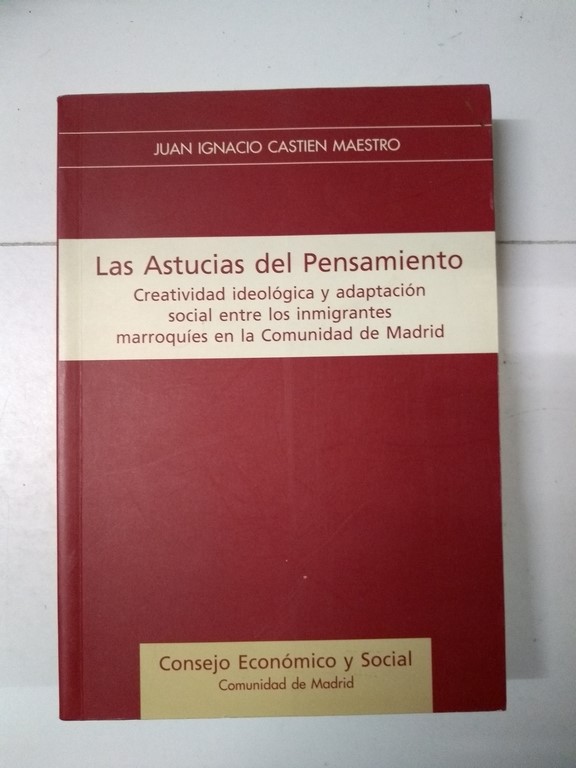 JUAN IGNACIO CASTIEN MAESTRO
Las Astucias del Pensamiento
Creatividad ideológica y adaptación
social entre los inmigrantes
marroquíes en la Comunidad de Madrid
Consejo Económico y Social
Comunidad de Madrid